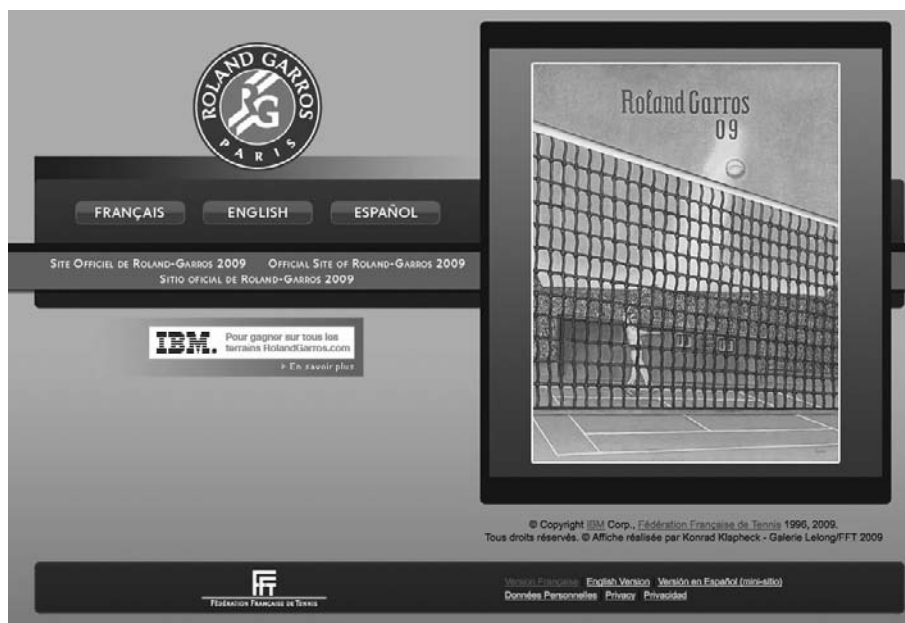 ROLAND GARROS
PARIS
RG
FRANÇAIS ENGLISH ESPAÑOL
SITE OFFICIEL DE ROLAND-GARROS 2009 OFFICIAL SITE OF ROLAND-GARROS 2009
SITIO OFICIAL DE ROLAND-GARROS 2009
IBM. Pour gagner sur tous les
terrains RolandGarros.com
En savoir plus
Roland Garros
09
© Copyright IBM Corp., Fédération Française de Tennis 1996, 2009.
Tous droits réservés. © Affiche réalisée par Konrad Klapheck - Galerie Lelong/FFT 2009
FFT
FÉDÉRATION FRANÇAISE DE TENNIS
Version Française English Version Versión en Español (mini-sitio)
Données Personnelles Privacy Privacidad